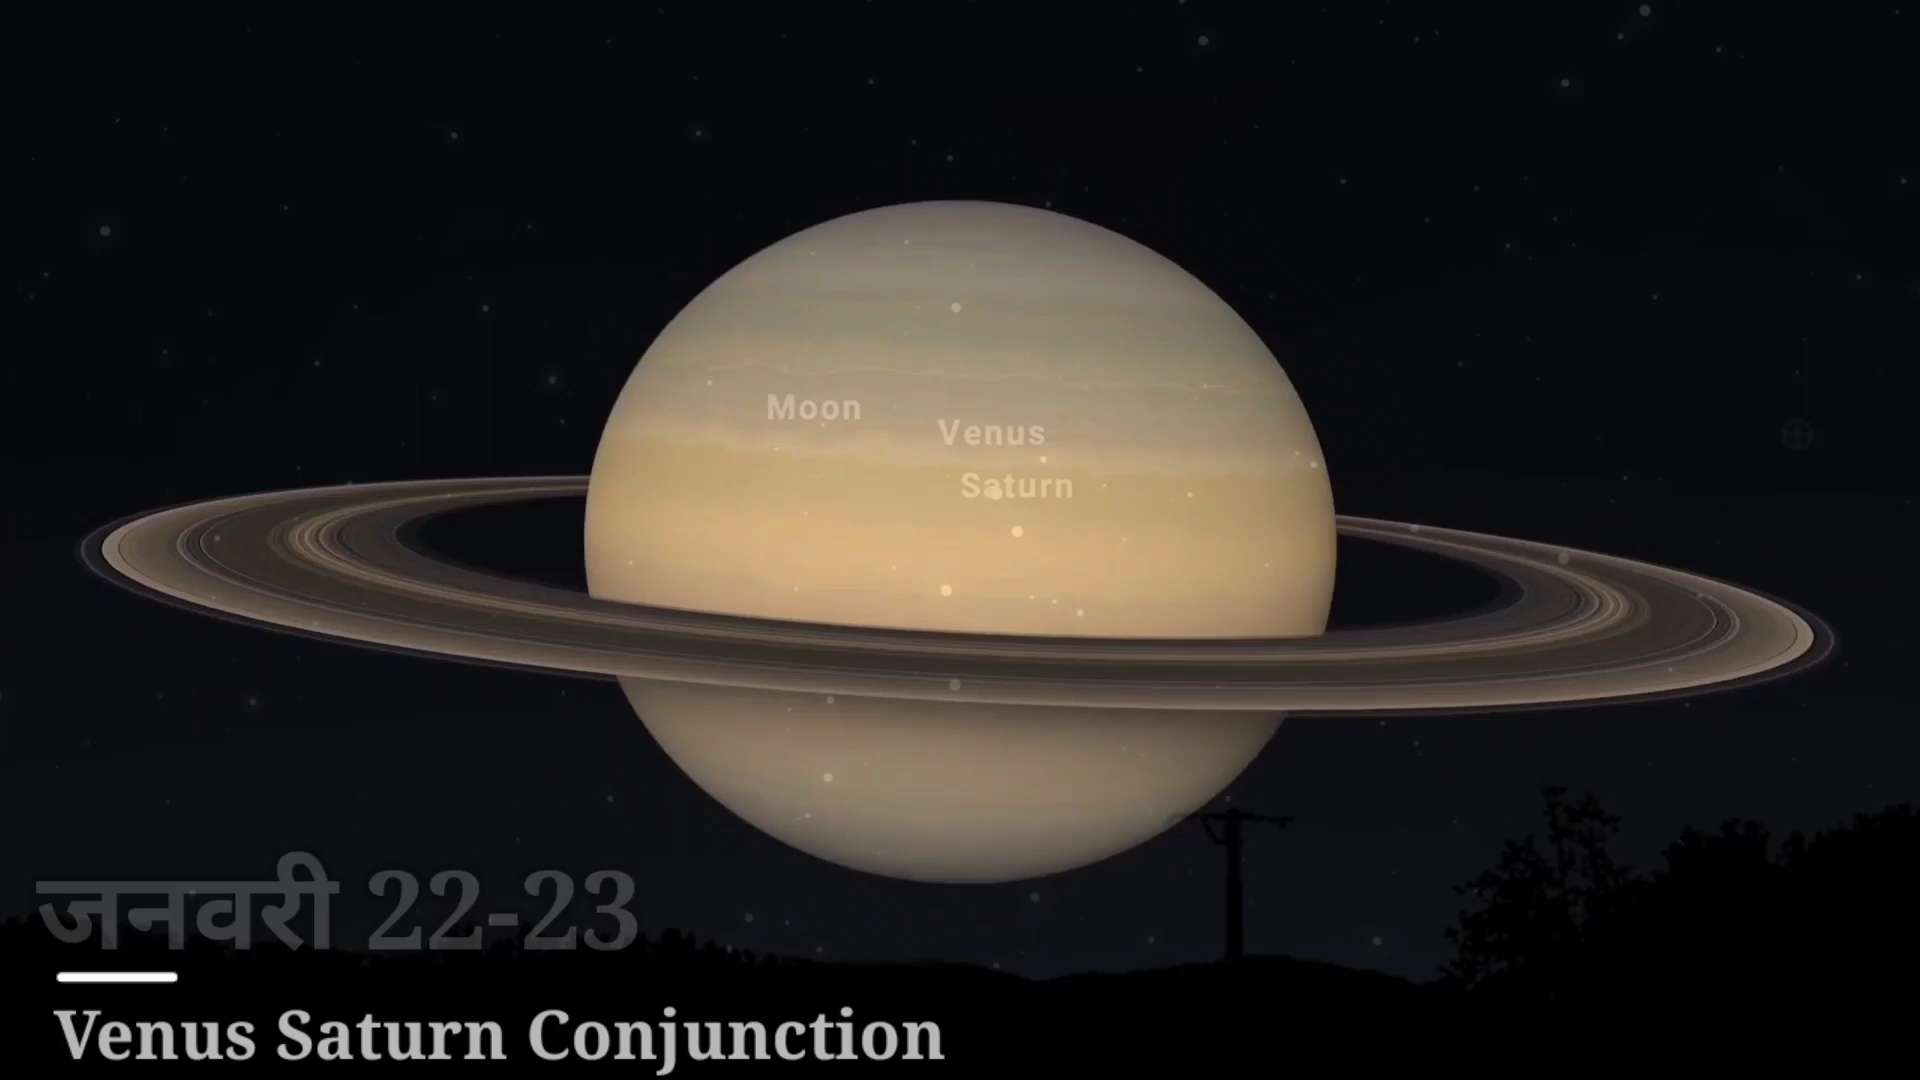 Moon
Venus
Saturn
जनवरी 22-23
Venus Saturn Conjunction